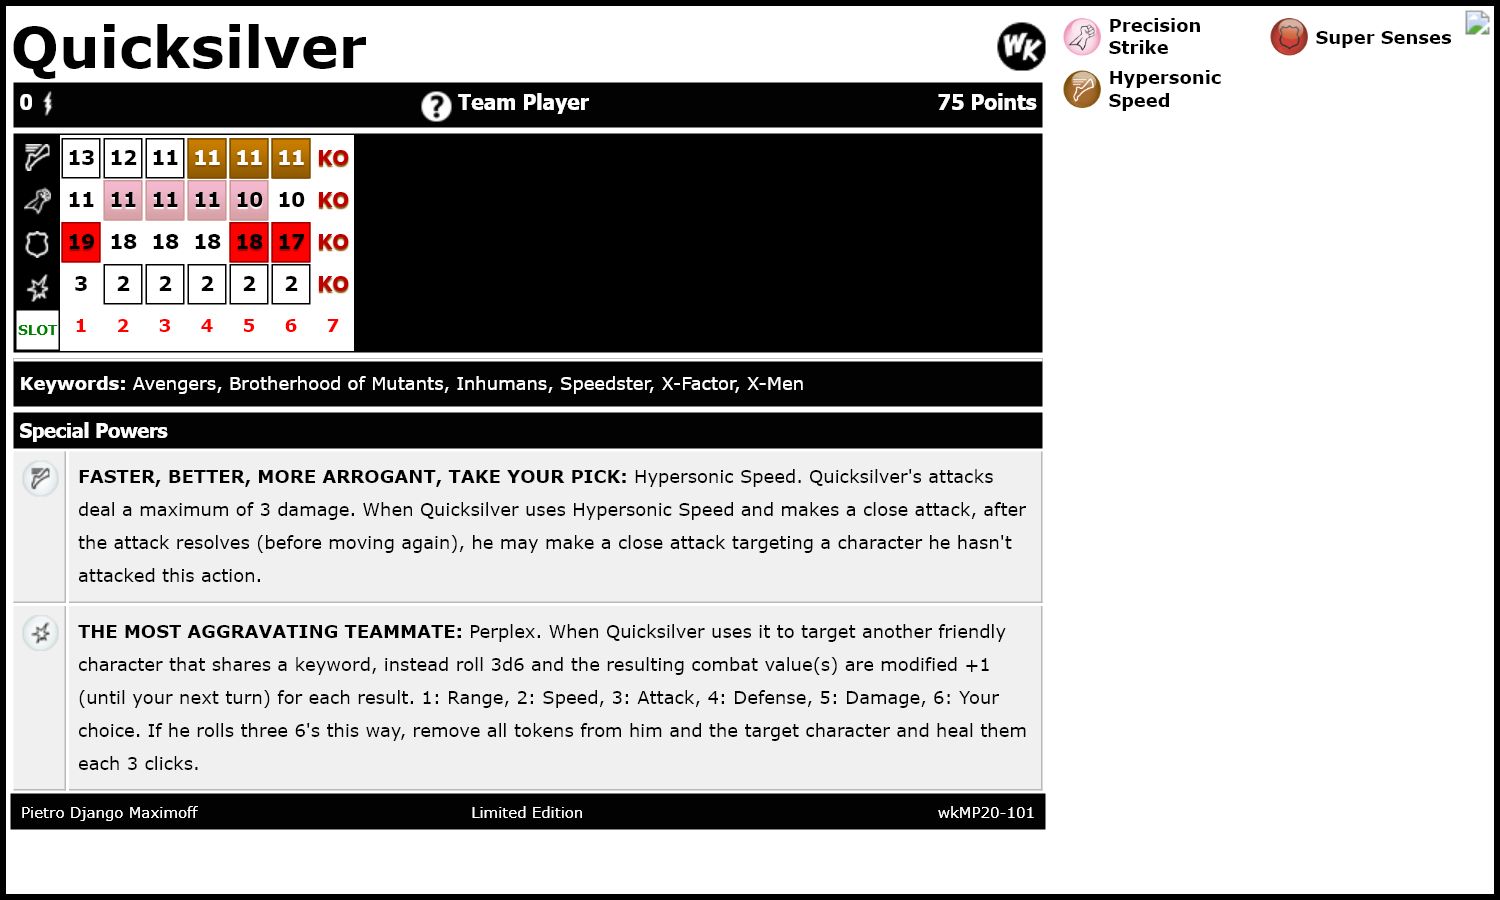 Quicksilver
WK
0 Team Player 75 Points
13 12 11 11 11 11 KO
11 11 11 11 10 10 KO
19 18 18 18 18 17 KO
3 2 2 2 2 2 KO
SLOT 1 2 3 4 5 6 7
Keywords: Avengers, Brotherhood of Mutants, Inhumans, Speedster, X-Factor, X-Men
Special Powers
FASTER, BETTER, MORE ARROGANT, TAKE YOUR PICK: Hypersonic Speed. Quicksilver's attacks
deal a maximum of 3 damage. When Quicksilver uses Hypersonic Speed and makes a close attack, after
the attack resolves (before moving again), he may make a close attack targeting a character he hasn't
attacked this action.
THE MOST AGGRAVATING TEAMMATE: Perplex. When Quicksilver uses it to target another friendly
character that shares a keyword, instead roll 3d6 and the resulting combat value(s) are modified +1
(until your next turn) for each result. 1: Range, 2: Speed, 3: Attack, 4: Defense, 5: Damage, 6: Your
choice. If he rolls three 6's this way, remove all tokens from him and the target character and heal them
each 3 clicks.
Pietro Django Maximoff Limited Edition wkMP20-101
Precision
Strike
Hypersonic
Speed
Super Senses